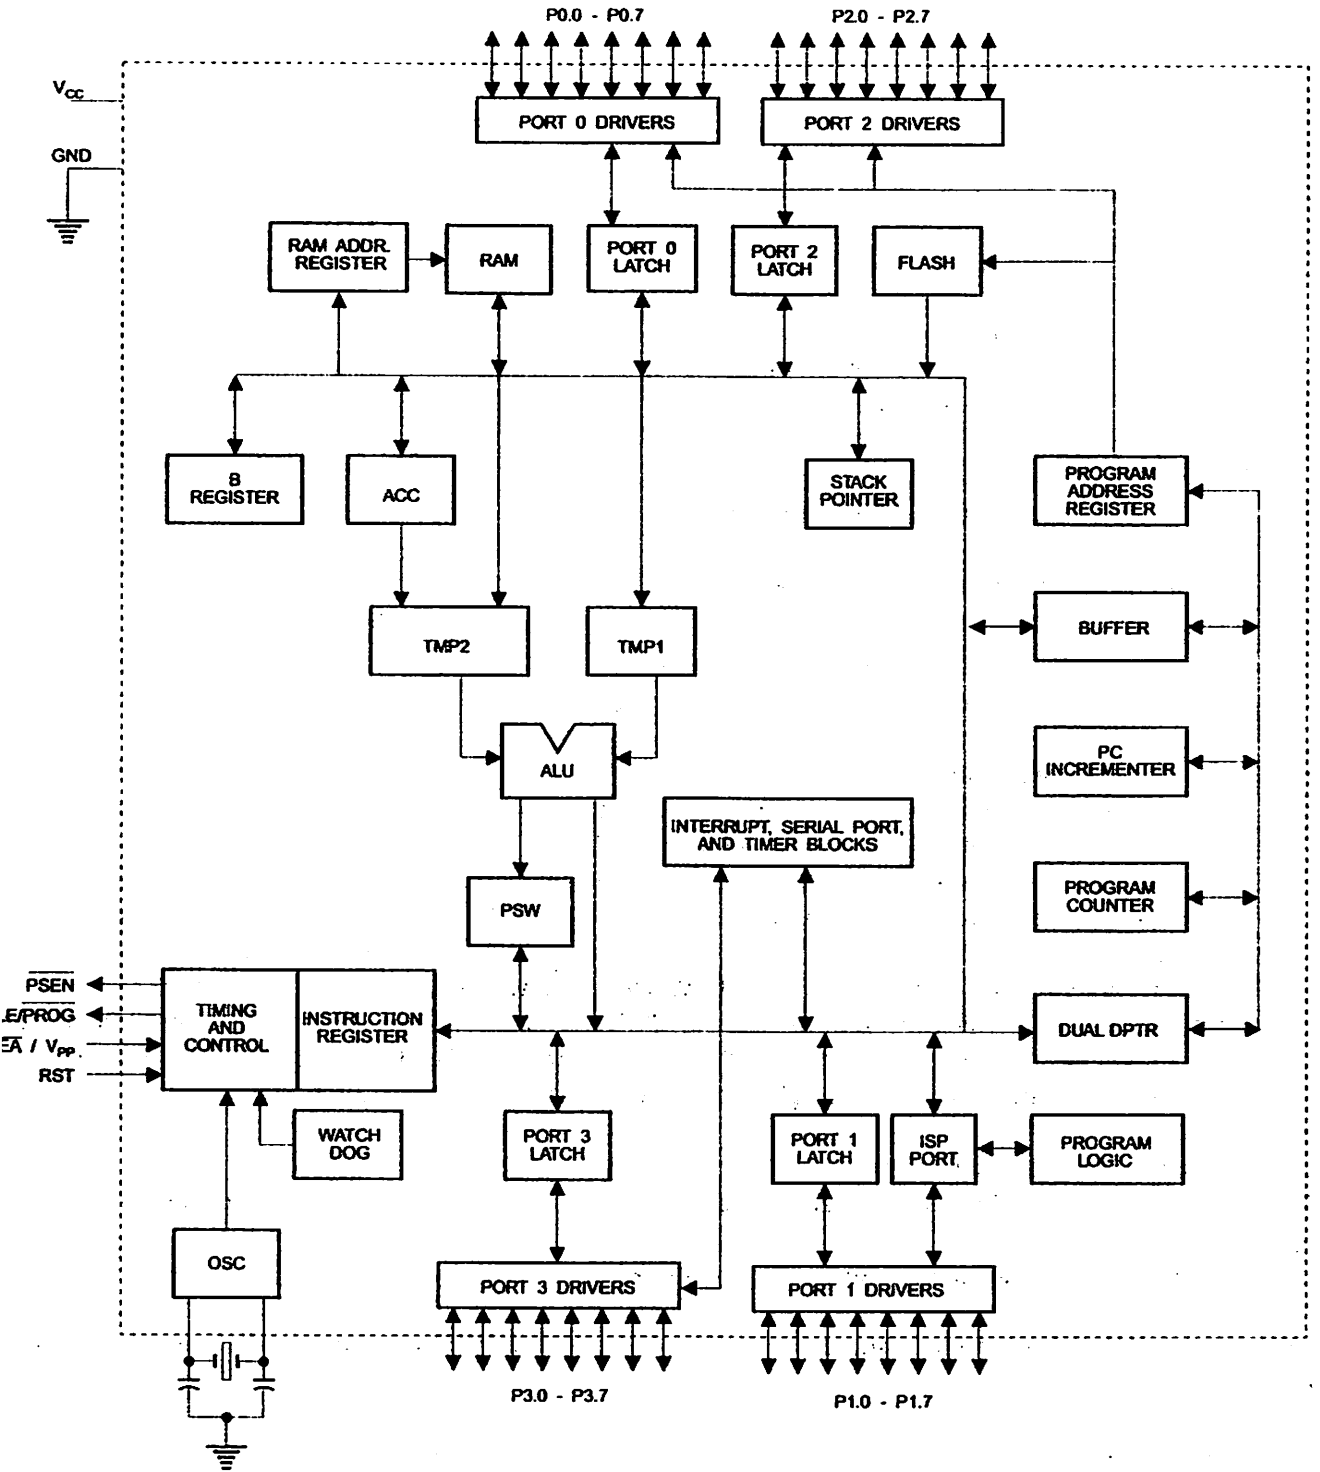 P0.0 - P0.7
P2.0 - P2.7
VCC
PORT 0 DRIVERS
PORT 2 DRIVERS
GND
RAM ADDR.
REGISTER
RAM
PORT 0
LATCH
PORT 2
LATCH
FLASH
B
REGISTER
ACC
STACK
POINTER
PROGRAM
ADDRESS
REGISTER
TMP2
TMP1
BUFFER
ALU
PC
INCREMENTER
INTERRUPT, SERIAL PORT,
AND TIMER BLOCKS
PSW
PROGRAM
COUNTER
PSEN
LE/PROG
EA / VPP
RST
TIMING
AND
CONTROL
INSTRUCTION
REGISTER
DUAL DPTR
WATCH
DOG
PORT 3
LATCH
PORT 1
LATCH
ISP
PORT
PROGRAM
LOGIC
OSC
PORT 3 DRIVERS
PORT 1 DRIVERS
P3.0 - P3.7
P1.0 - P1.7